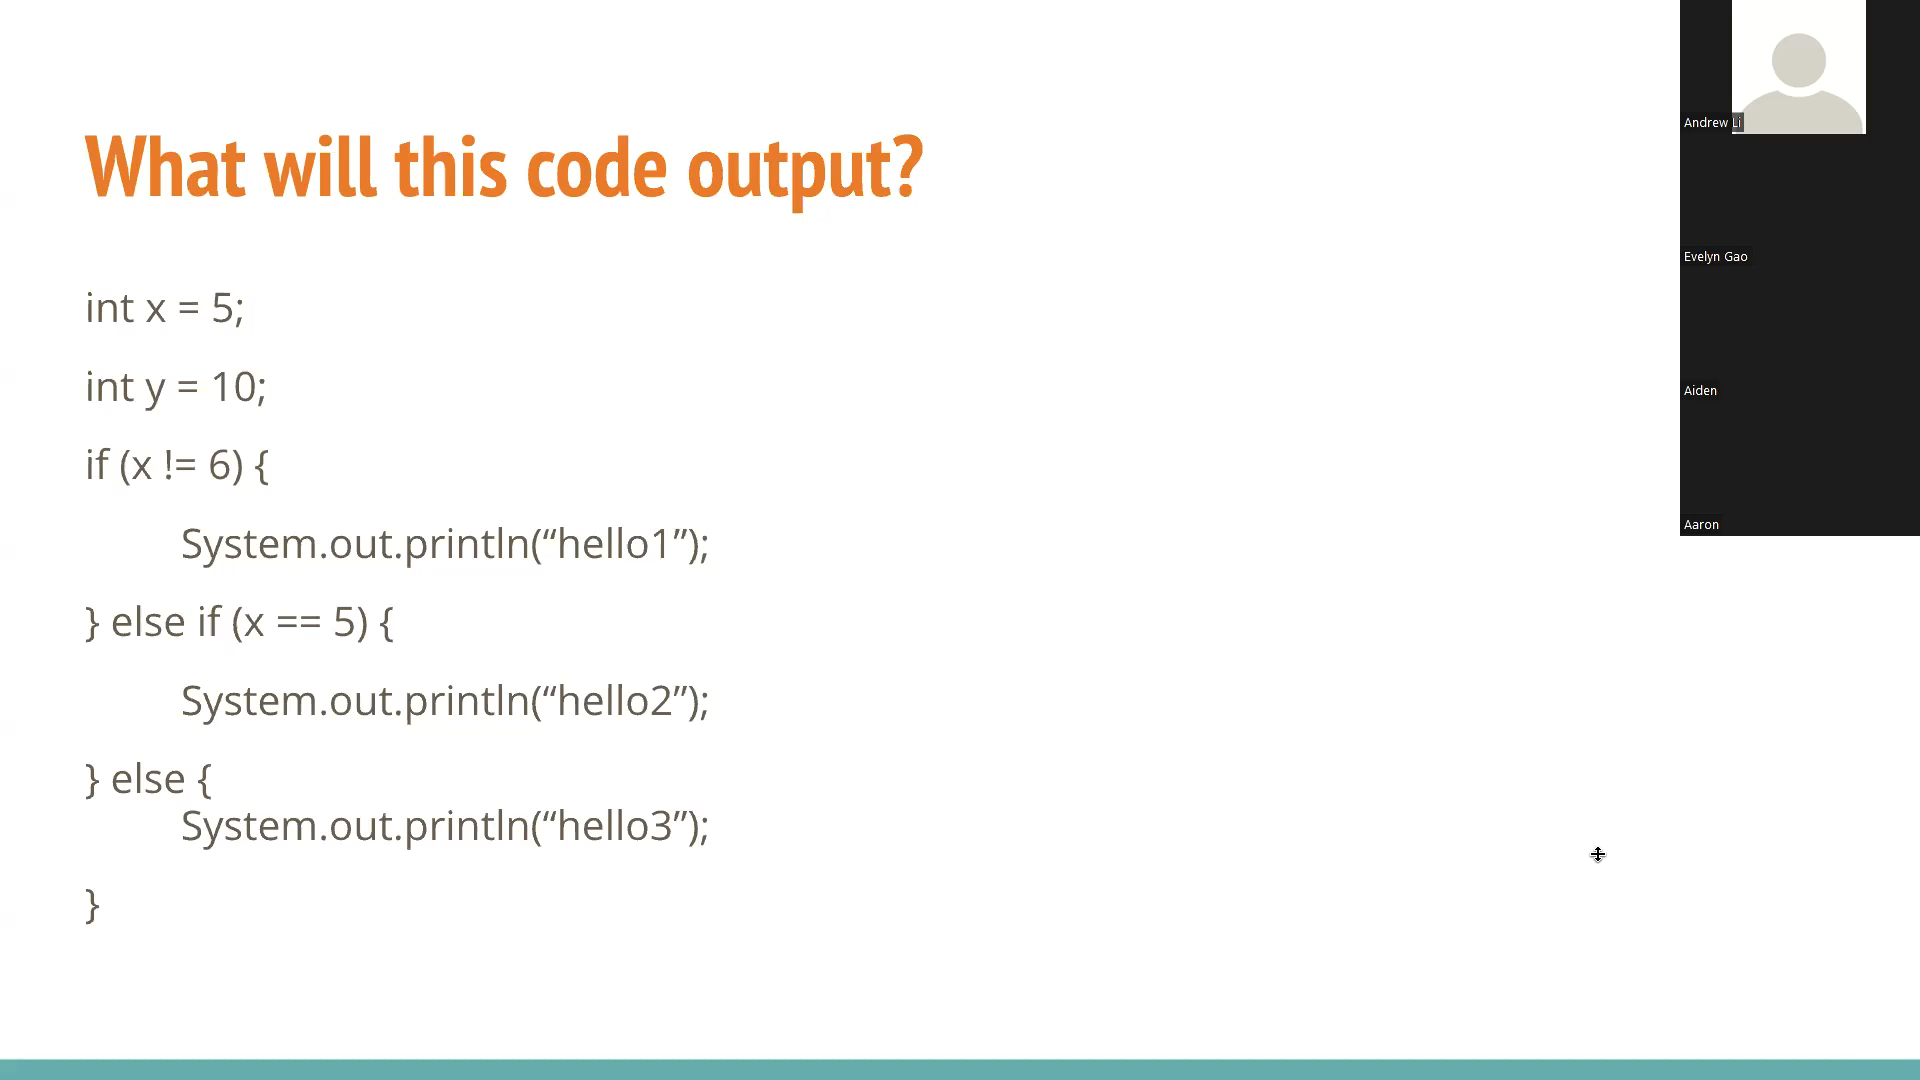 What will this code output?
int x = 5;
int y = 10;
if (x != 6) {
System.out.println(“hello1”);
} else if (x == 5) {
System.out.println(“hello2”);
} else {
System.out.println(“hello3”);
}
Andrew Li
Evelyn Gao
Aiden
Aaron